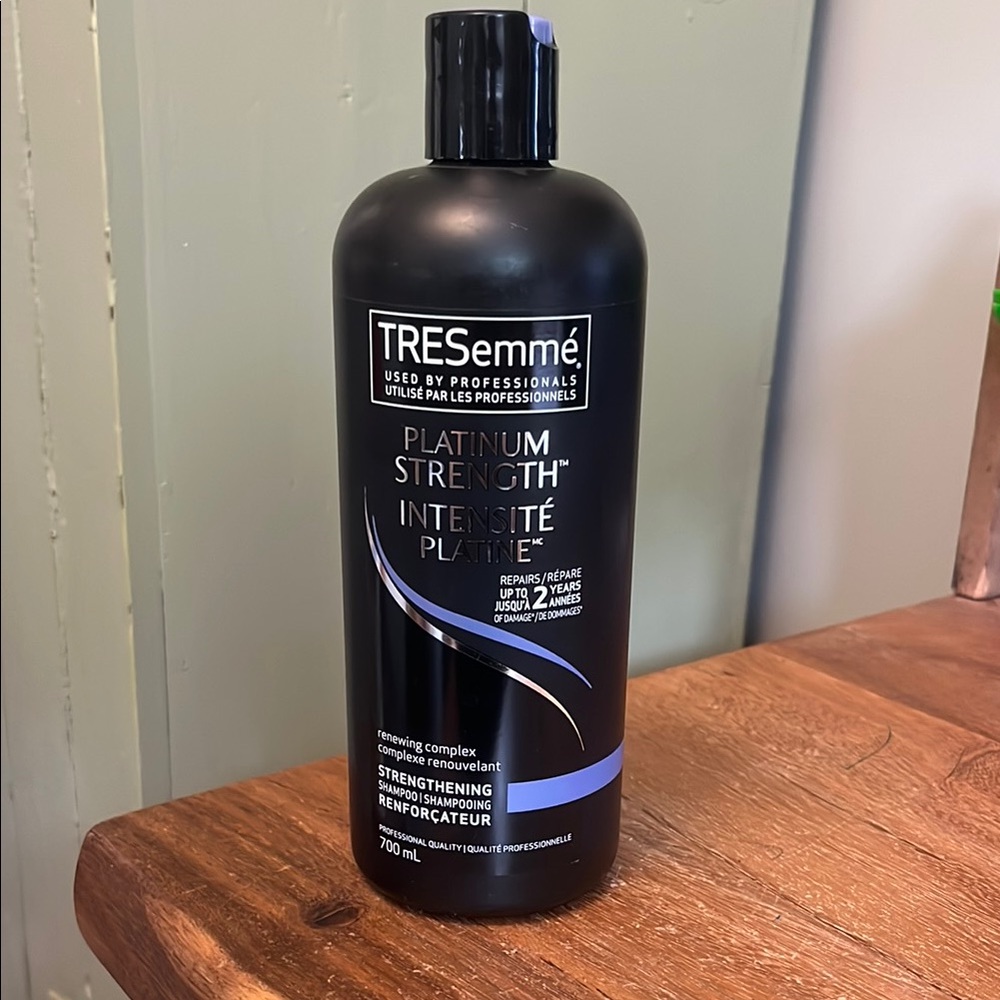 TRESemmé®
USED BY PROFESSIONALS
UTILISÉ PAR LES PROFESSIONNELS
PLATINUM
STRENGTH™
INTENSITÉ
PLATINE MC
REPAIRS/RÉPARE
UP TO 2 YEARS
JUSQU'À ANNÉES
OF DAMAGE*/DE DOMMAGES*
renewing complex
complexe renouvelant
STRENGTHENING
SHAMPOO | SHAMPOOING
RENFORÇATEUR
PROFESSIONAL QUALITY | QUALITÉ PROFESSIONNELLE
700 mL